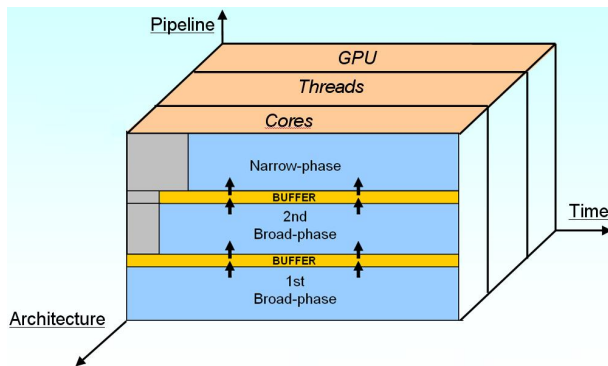 Pipeline
GPU
Threads
Cores
Narrow-phase
BUFFER
2nd
Broad-phase
Time
BUFFER
1st
Broad-phase
Architecture